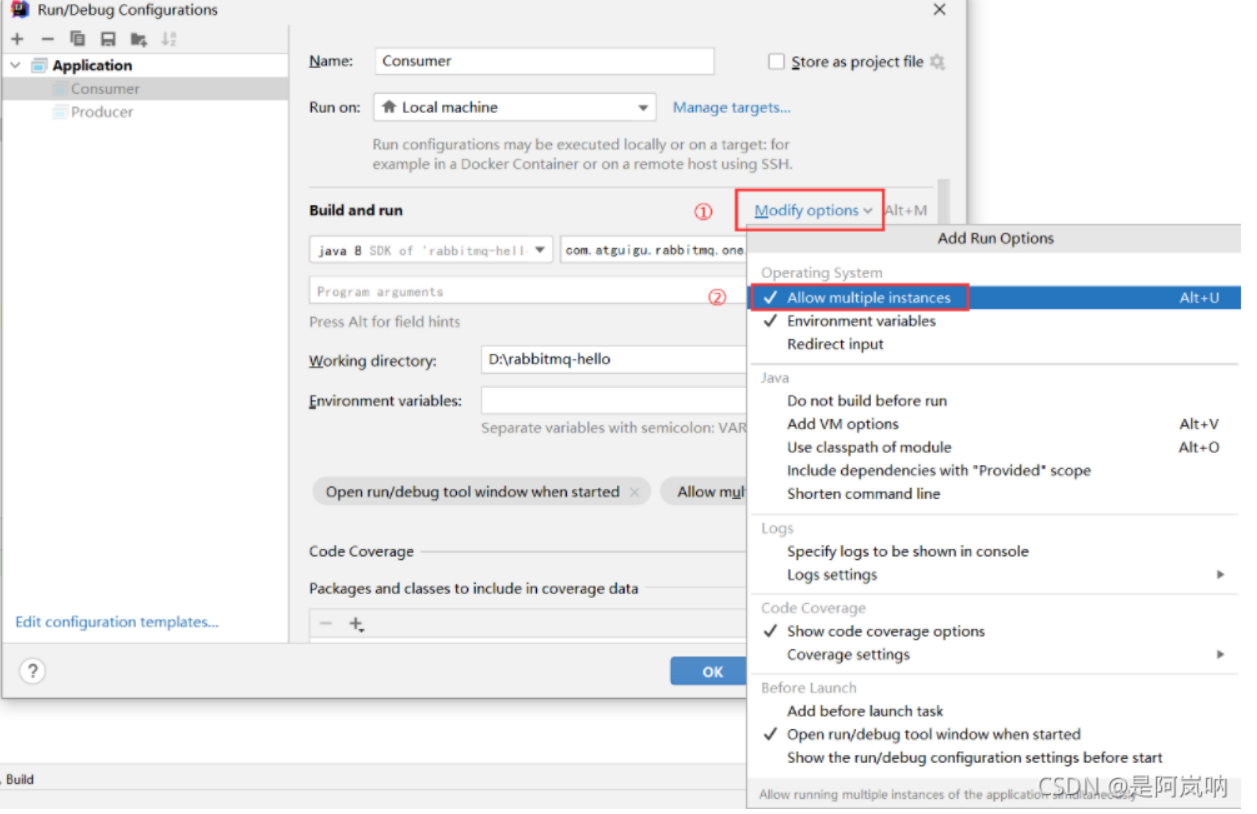 Run/Debug Configurations
Application
Consumer
Producer
Edit configuration templates...
Name: Consumer Store as project file
Run on: Local machine Manage targets...
Run configurations may be executed locally or on a target: for
example in a Docker Container or on a remote host using SSH.
Build and run ① Modify options Alt+M
java 8 SDK of 'rabbitmq-hell com.atguigu.rabbitmq.one.
Program arguments
Press Alt for field hints
Working directory: D:\rabbitmq-hello
Environment variables:
Separate variables with semicolon: VAR
Open run/debug tool window when started × Allow mul
Code Coverage
Packages and classes to include in coverage data
? OK
Build
Add Run Options
Operating System
② ✓ Allow multiple instances Alt+U
✓ Environment variables
Redirect input
Java
Do not build before run
Add VM options Alt+V
Use classpath of module Alt+O
Include dependencies with "Provided" scope
Shorten command line
Logs
Specify logs to be shown in console
Logs settings
Code Coverage
✓ Show code coverage options
Coverage settings
Before Launch
Add before launch task
✓ Open run/debug tool window when started
Show the run/debug configuration settings before start
Allow running multiple instances of the application simultaneously
CSDN @是阿岚呐